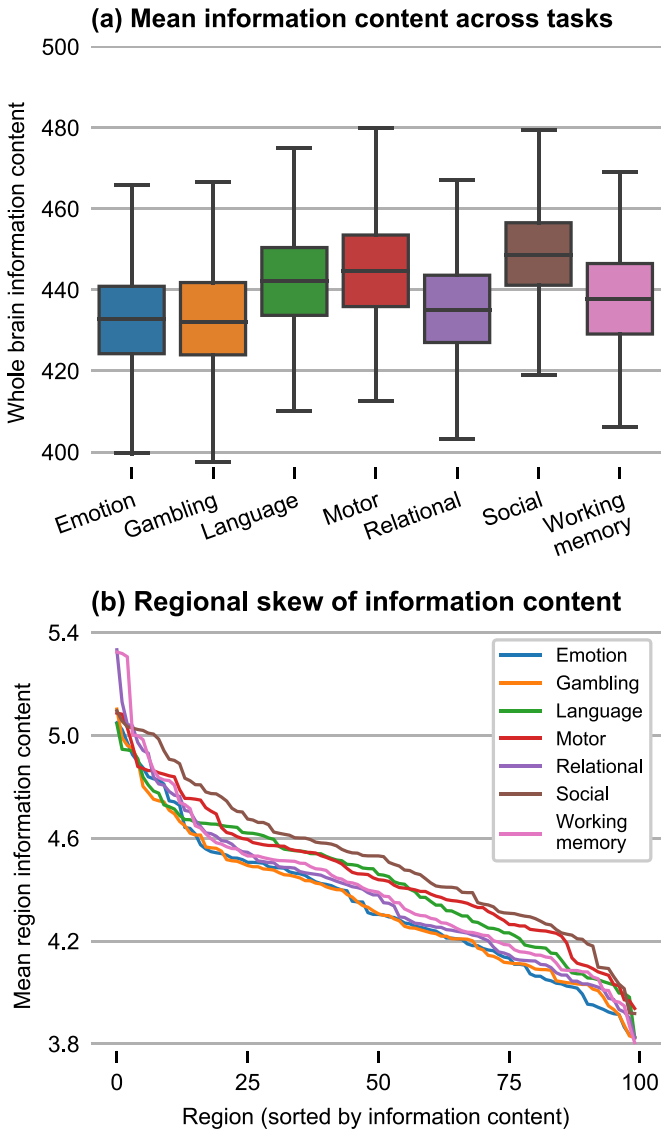 (a) Mean information content across tasks
Whole brain information content
500
480
460
440
420
400
Emotion
Gambling
Language
Motor
Relational
Social
Working
memory
(b) Regional skew of information content
Mean region information content
5.4
5.0
4.6
4.2
3.8
Emotion
Gambling
Language
Motor
Relational
Social
Working
memory
0
25
50
75
100
Region (sorted by information content)